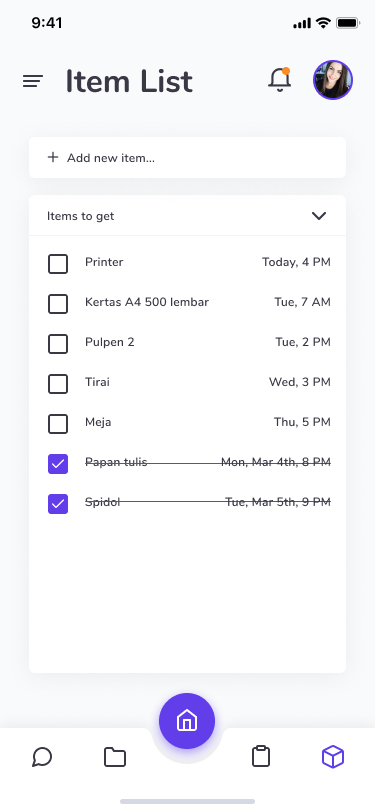 9:41
Item List
Add new item...
Items to get
Printer Today, 4 PM
Kertas A4 500 lembar Tue, 7 AM
Pulpen 2 Tue, 2 PM
Tirai Wed, 3 PM
Meja Thu, 5 PM
Papan tulis Mon, Mar 4th, 8 PM
Spidol Tue, Mar 5th, 9 PM